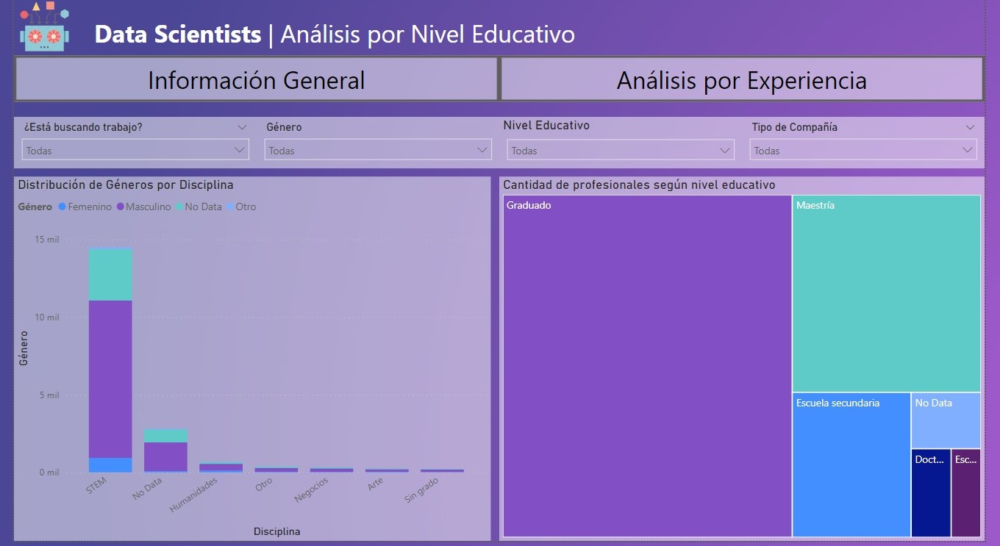 Data Scientists | Análisis por Nivel Educativo
Información General
Análisis por Experiencia
¿Está buscando trabajo?
Todas
Género
Todas
Nivel Educativo
Todas
Tipo de Compañía
Todas
Distribución de Géneros por Disciplina
Género Femenino Masculino No Data Otro
15 mil
10 mil
5 mil
0 mil
Género
STEM
No Data
Humanidades
Otro
Negocios
Arte
Sin grado
Disciplina
Cantidad de profesionales según nivel educativo
Graduado
Maestría
Escuela secundaria
No Data
Doct...
Esc...